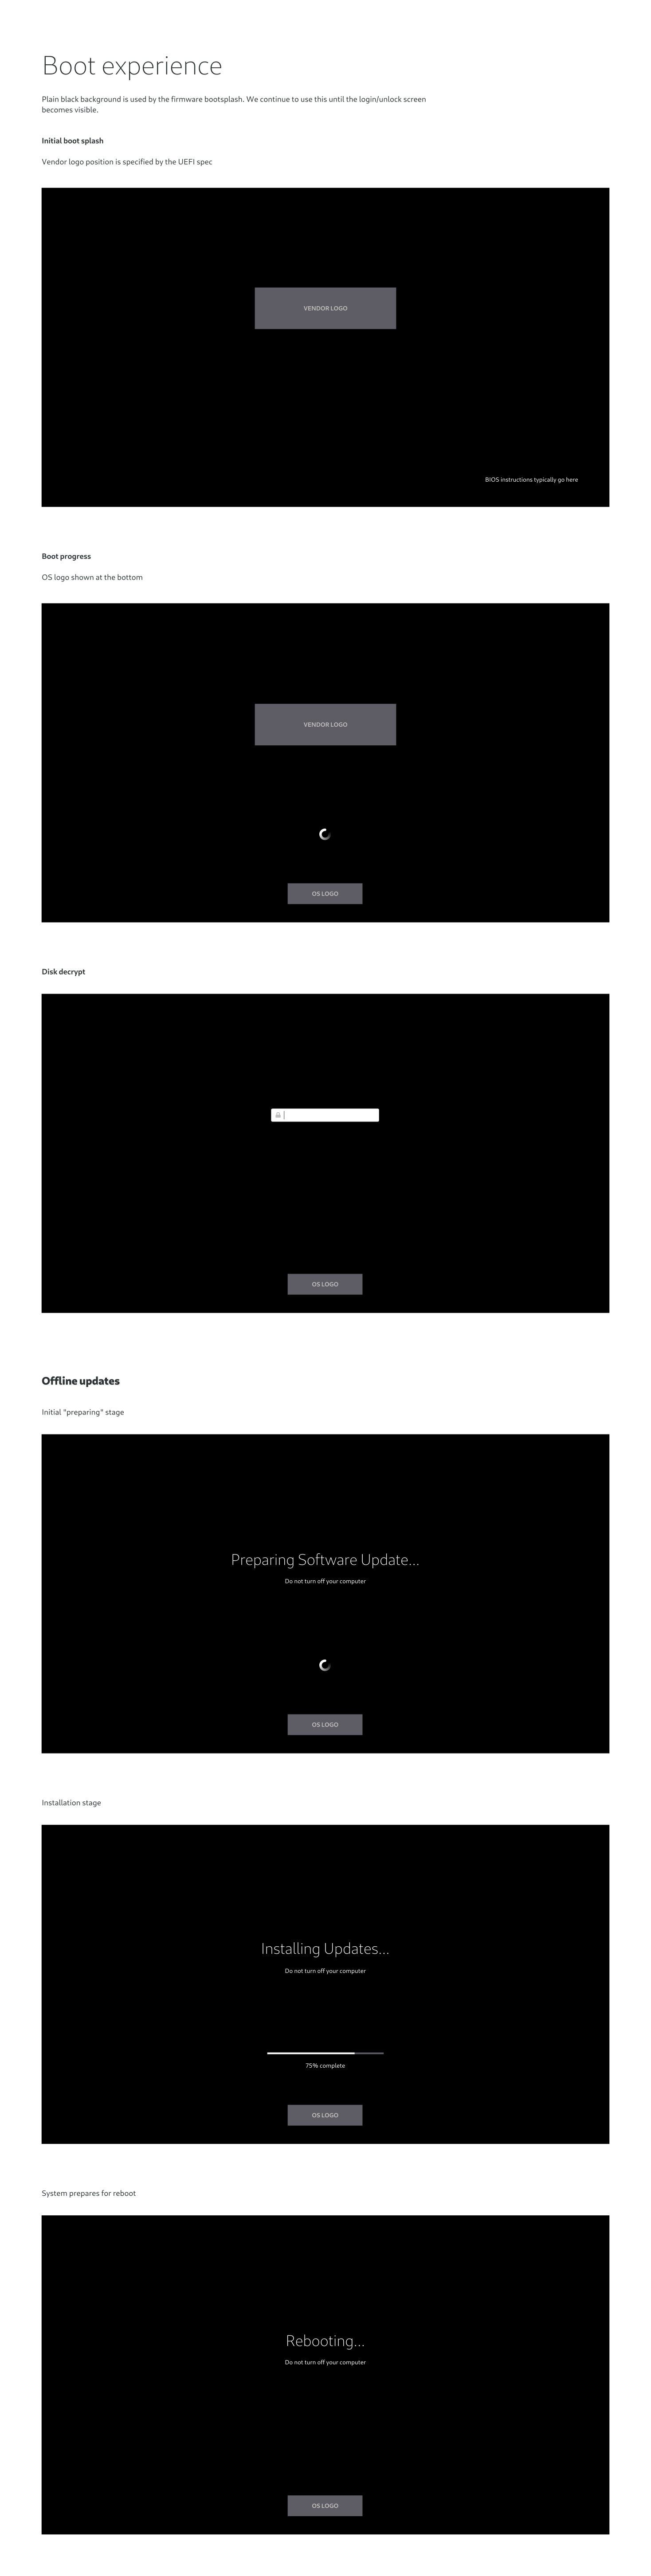 Boot experience
Plain black background is used by the firmware bootsplash. We continue to use this until the login/unlock screen
becomes visible.
Initial boot splash
Vendor logo position is specified by the UEFI spec
VENDOR LOGO
BIOS instructions typically go here
Boot progress
OS logo shown at the bottom
VENDOR LOGO
OS LOGO
Disk decrypt
OS LOGO
Offline updates
Initial "preparing" stage
Preparing Software Update...
Do not turn off your computer
OS LOGO
Installation stage
Installing Updates...
Do not turn off your computer
75% complete
OS LOGO
System prepares for reboot
Rebooting...
Do not turn off your computer
OS LOGO